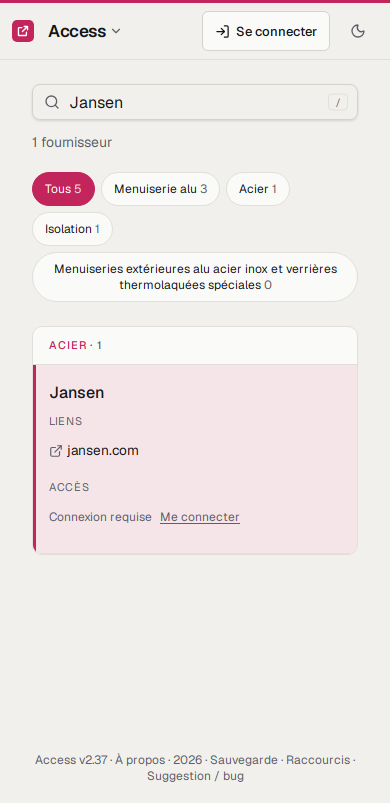 Access
Se connecter
Jansen
/
1 fournisseur
Tous 5
Menuiserie alu 3
Acier 1
Isolation 1
Menuiseries extérieures alu acier inox et verrières
thermolaquées spéciales 0
ACIER · 1
Jansen
LIENS
jansen.com
ACCÈS
Connexion requise Me connecter
Access v2.37 · À propos · 2026 · Sauvegarde · Raccourcis ·
Suggestion / bug